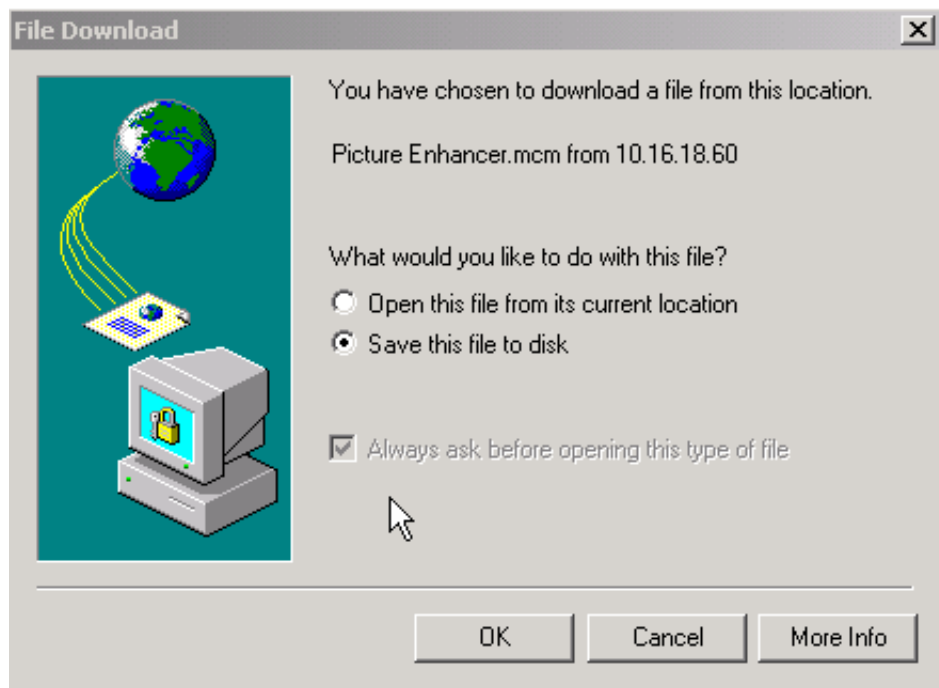 File Download
You have chosen to download a file from this location.
Picture Enhancer.mcm from 10.16.18.60
What would you like to do with this file?
Open this file from its current location
Save this file to disk
Always ask before opening this type of file
OK Cancel More Info